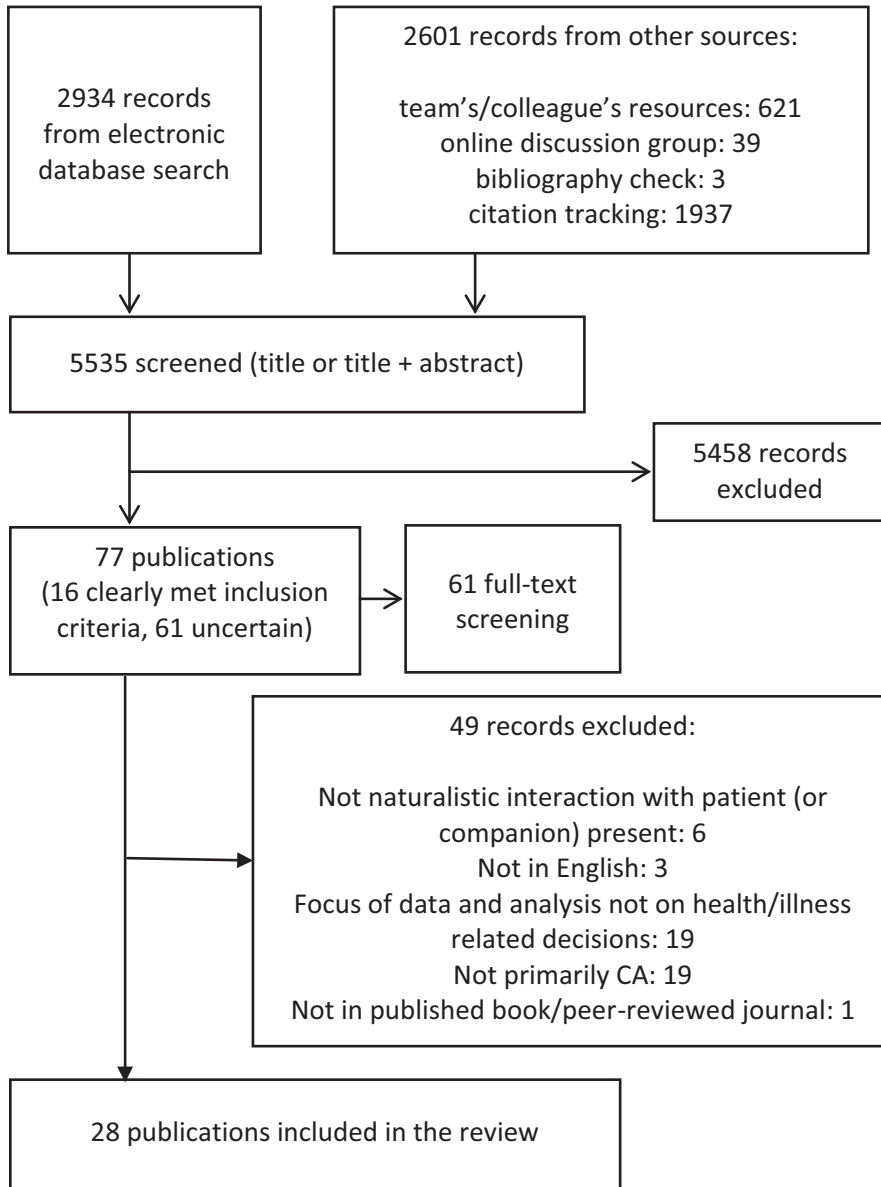 2934 records
from electronic
database search
2601 records from other sources:
team’s/colleague’s resources: 621
online discussion group: 39
bibliography check: 3
citation tracking: 1937
5535 screened (title or title + abstract)
5458 records
excluded
77 publications
(16 clearly met inclusion
criteria, 61 uncertain)
61 full-text
screening
49 records excluded:
Not naturalistic interaction with patient (or
companion) present: 6
Not in English: 3
Focus of data and analysis not on health/illness
related decisions: 19
Not primarily CA: 19
Not in published book/peer-reviewed journal: 1
28 publications included in the review